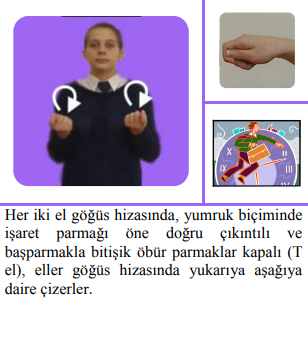 Her iki el göğüs hizasında, yumruk biçiminde
işaret parmağı öne doğru çıkıntılı ve
başparmakla bitişik öbür parmaklar kapalı (T
el), eller göğüs hizasında yukarıya aşağıya
daire çizerler.